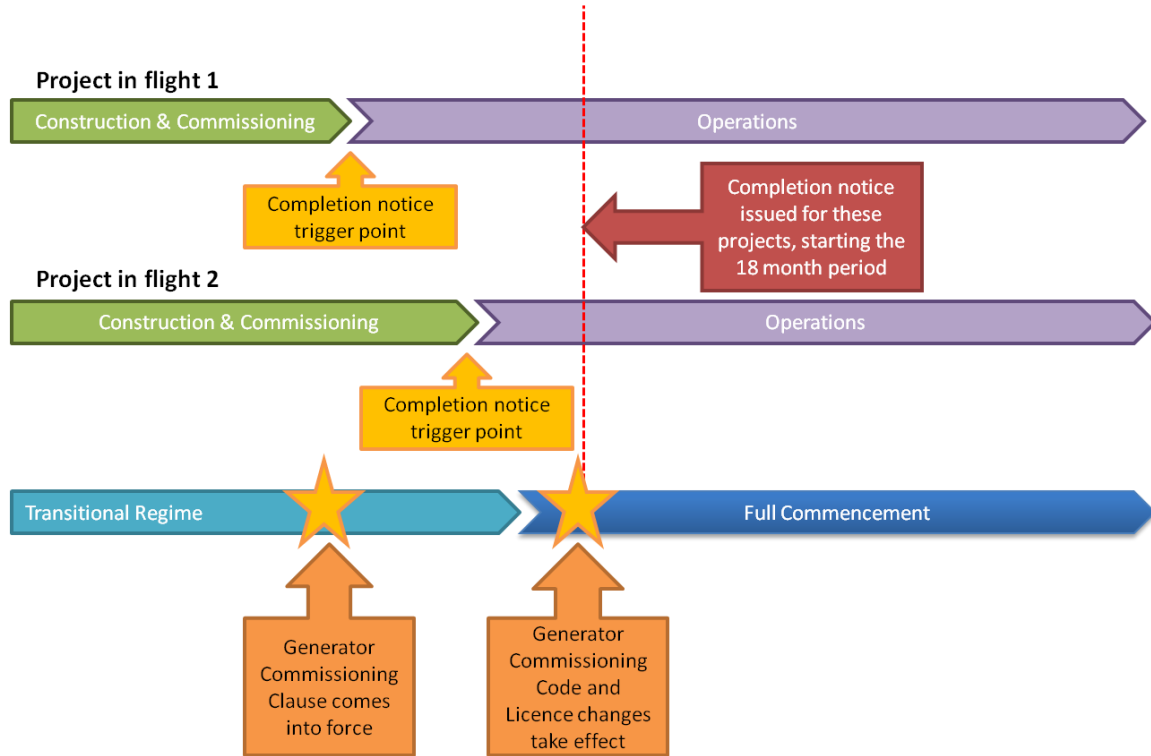 Project in flight 1
Construction & Commissioning
Operations
Completion notice
trigger point
Completion notice
issued for these
projects, starting the
18 month period
Project in flight 2
Construction & Commissioning
Operations
Completion notice
trigger point
Transitional Regime
Full Commencement
Generator
Commissioning
Clause comes
into force
Generator
Commissioning
Code and
Licence changes
take effect